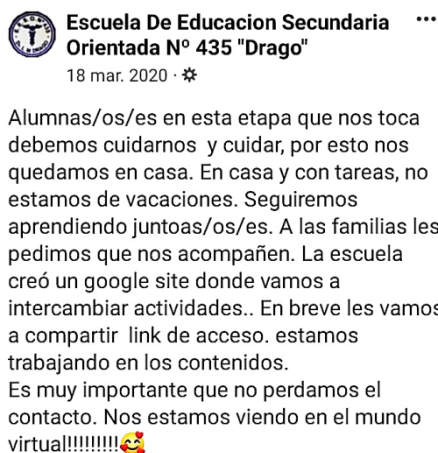 Escuela De Educacion Secundaria
Orientada Nº 435 "Drago"
18 mar. 2020 ·
Alumnas/os/es en esta etapa que nos toca
debemos cuidarnos y cuidar, por esto nos
quedamos en casa. En casa y con tareas, no
estamos de vacaciones. Seguiremos
aprendiendo juntoas/os/es. A las familias les
pedimos que nos acompañen. La escuela
creó un google site donde vamos a
intercambiar actividades.. En breve les vamos
a compartir link de acceso. estamos
trabajando en los contenidos.
Es muy importante que no perdamos el
contacto. Nos estamos viendo en el mundo
virtual!!!!!!!!!🥰